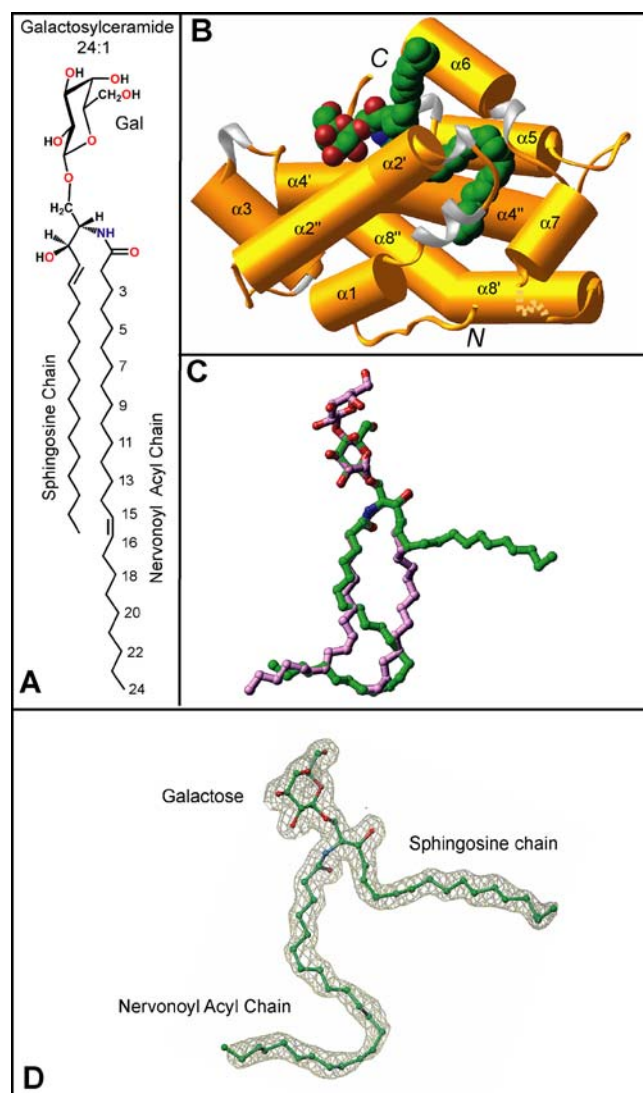 Galactosylceramide
24:1
OH
HO
OH
CH₂OH
HO
Gal
O
O
H₂C
H
NH
HO
O
3
5
7
9
11
13
15
16
18
20
22
24
Sphingosine Chain
Nervonoyl Acyl Chain
A
B
C
α6
α5
α2'
α4'
α3
α2"
α4"
α7
α8"
α1
α8'
N
C
Galactose
Sphingosine chain
Nervonoyl Acyl Chain
D